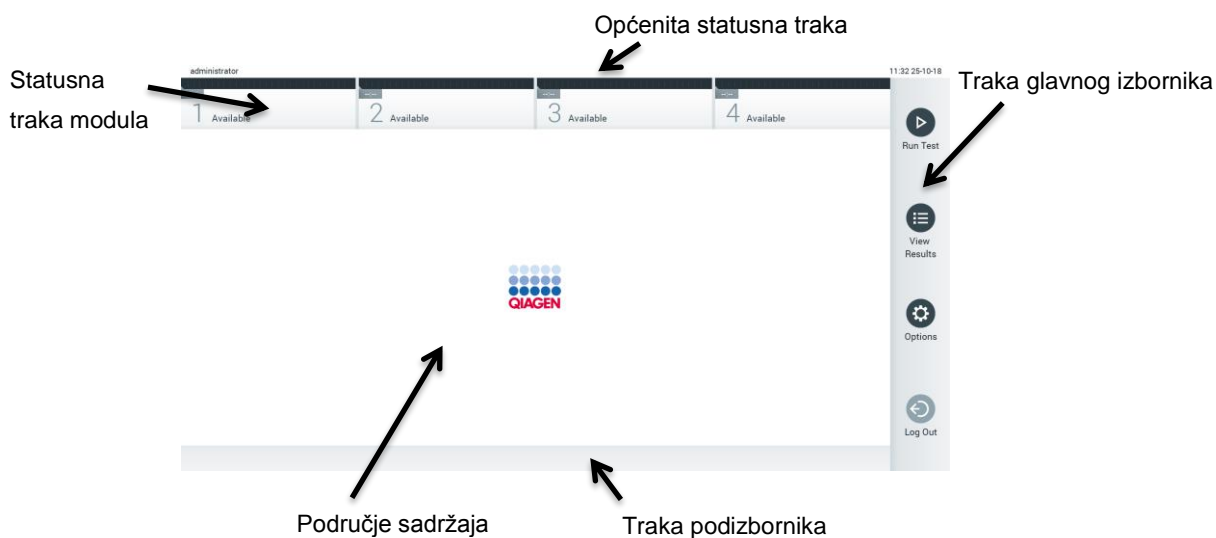 Općenita statusna traka
Statusna
traka modula
Traka glavnog izbornika
administrator
11:32 25-10-18
--:--
1 Available
--:--
2 Available
--:--
3 Available
--:--
4 Available
Run Test
View
Results
Options
Log Out
QIAGEN
Područje sadržaja
Traka podizbornika